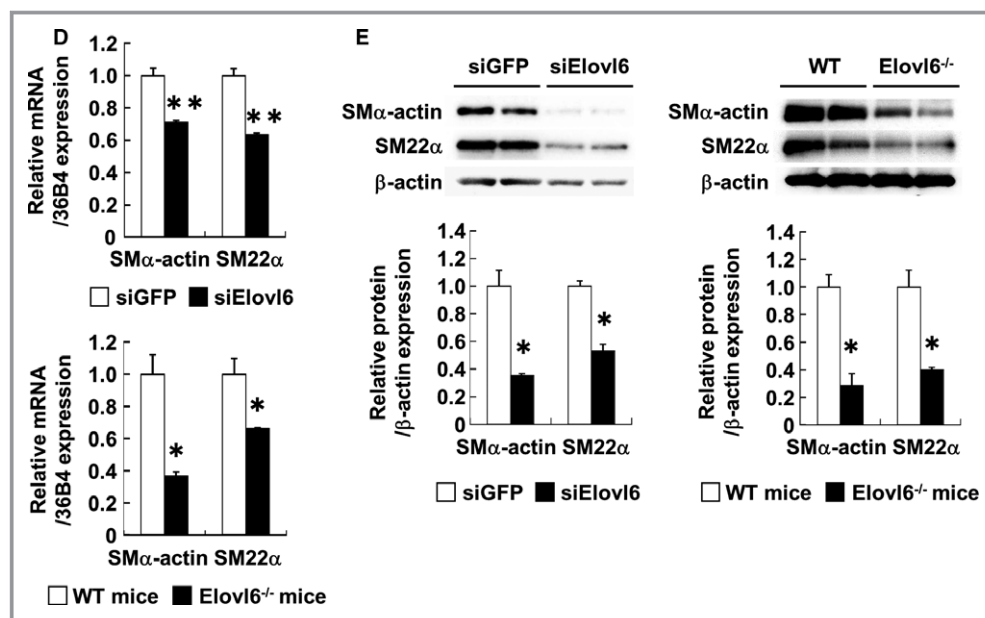 D
Relative mRNA
/36B4 expression
1.2
1.0
0.8
0.6
0.4
0.2
0
** **
SMα-actin SM22α
siGFP siElovl6
Relative mRNA
/36B4 expression
1.2
1.0
0.8
0.6
0.4
0.2
0
* *
SMα-actin SM22α
WT mice Elovl6-/- mice
E
siGFP siElovl6
SMα-actin
SM22α
β-actin
WT Elovl6-/-
SMα-actin
SM22α
β-actin
Relative protein
/β-actin expression
1.4
1.2
1.0
0.8
0.6
0.4
0.2
0
* *
SMα-actin SM22α
siGFP siElovl6
Relative protein
/β-actin expression
1.4
1.2
1.0
0.8
0.6
0.4
0.2
0
* *
SMα-actin SM22α
WT mice Elovl6-/- mice